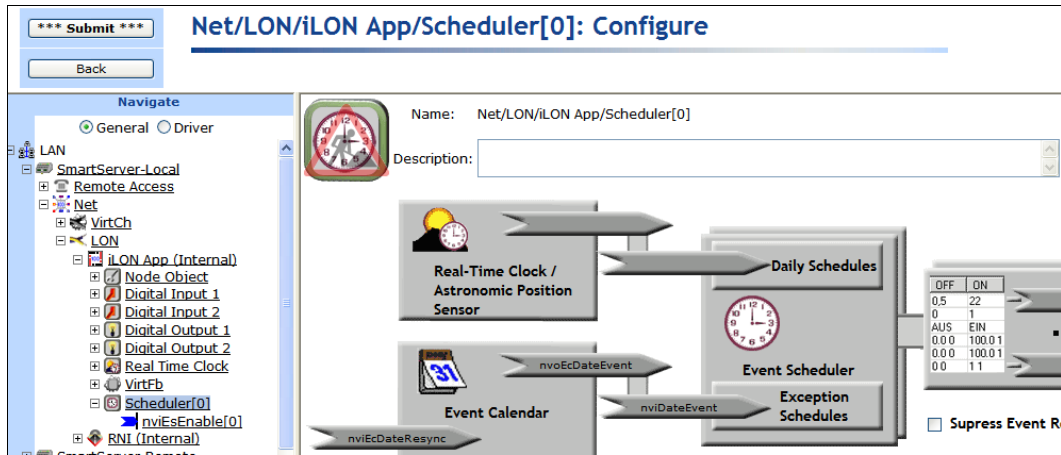 *** Submit ***
Back
Net/LON/iLON App/Scheduler[0]: Configure
Navigate
General Driver
LAN
SmartServer-Local
Remote Access
Net
VirtCh
LON
iLON App (Internal)
Node Object
Digital Input 1
Digital Input 2
Digital Output 1
Digital Output 2
Real Time Clock
VirtFb
Scheduler[0]
nviEsEnable[0]
RNI (Internal)
SmartServer-Remote
Name: Net/LON/iLON App/Scheduler[0]
Description:
Real-Time Clock /
Astronomic Position
Sensor
Event Calendar
31
nvoEcDateEvent
nviEcDateResync
nviDateEvent
Daily Schedules
Event Scheduler
Exception
Schedules
OFF ON
0,5 22
0 1
AUS EIN
0.0 0 100.0 1
0.0 0 100.0 1
0 0 1 1
Supress Event R